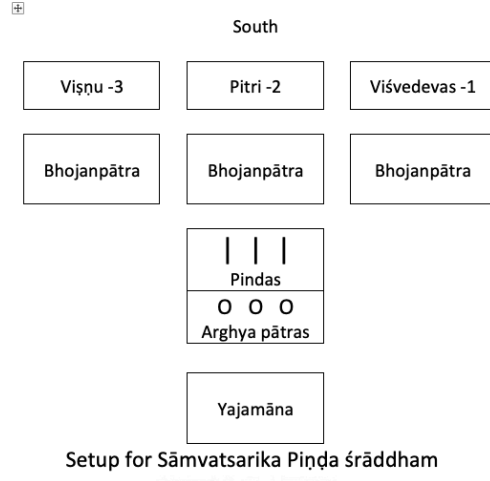 South
Viṣṇu -3 Pitri -2 Viśvedevas -1
Bhojanpātra Bhojanpātra Bhojanpātra
| | |
Pindas
O O O
Arghya pātras
Yajamāna
Setup for Sāmvatsarika Piṇḍa śrāddham